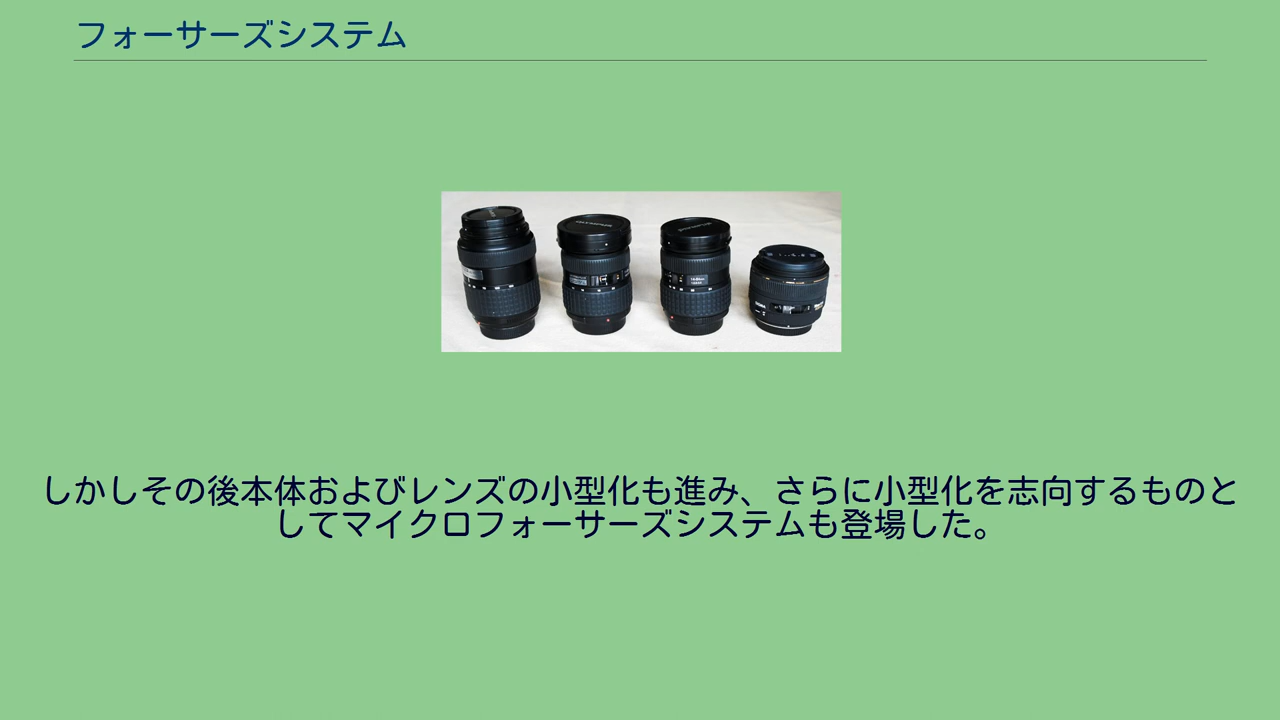 フォーサーズシステム
SIGMA
しかしその後本体およびレンズの小型化も進み、さらに小型化を志向するものと
してマイクロフォーサーズシステムも登場した。